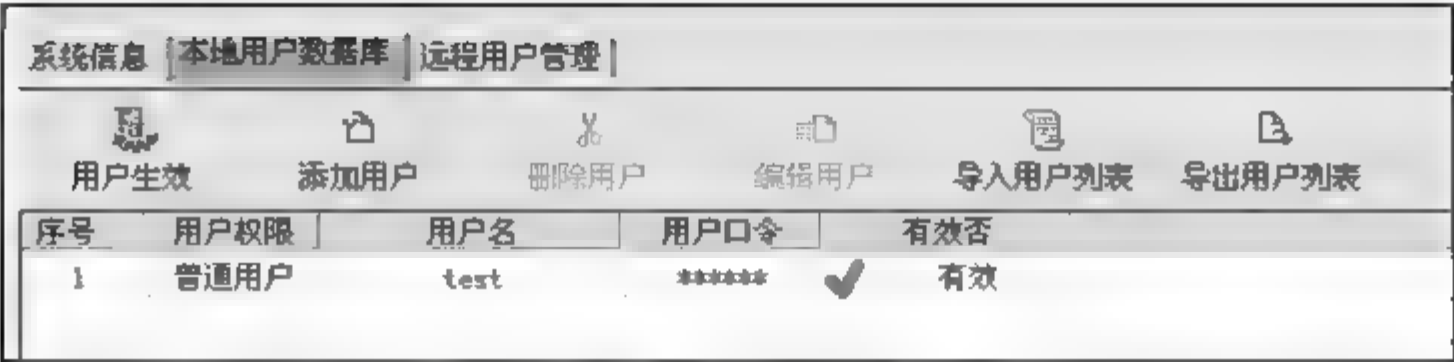 系统信息 本地用户数据库 远程用户管理
用户生效 添加用户 删除用户 编辑用户 导入用户列表 导出用户列表
序号 用户权限 用户名 用户口令 有效否
1 普通用户 test ****** 有效